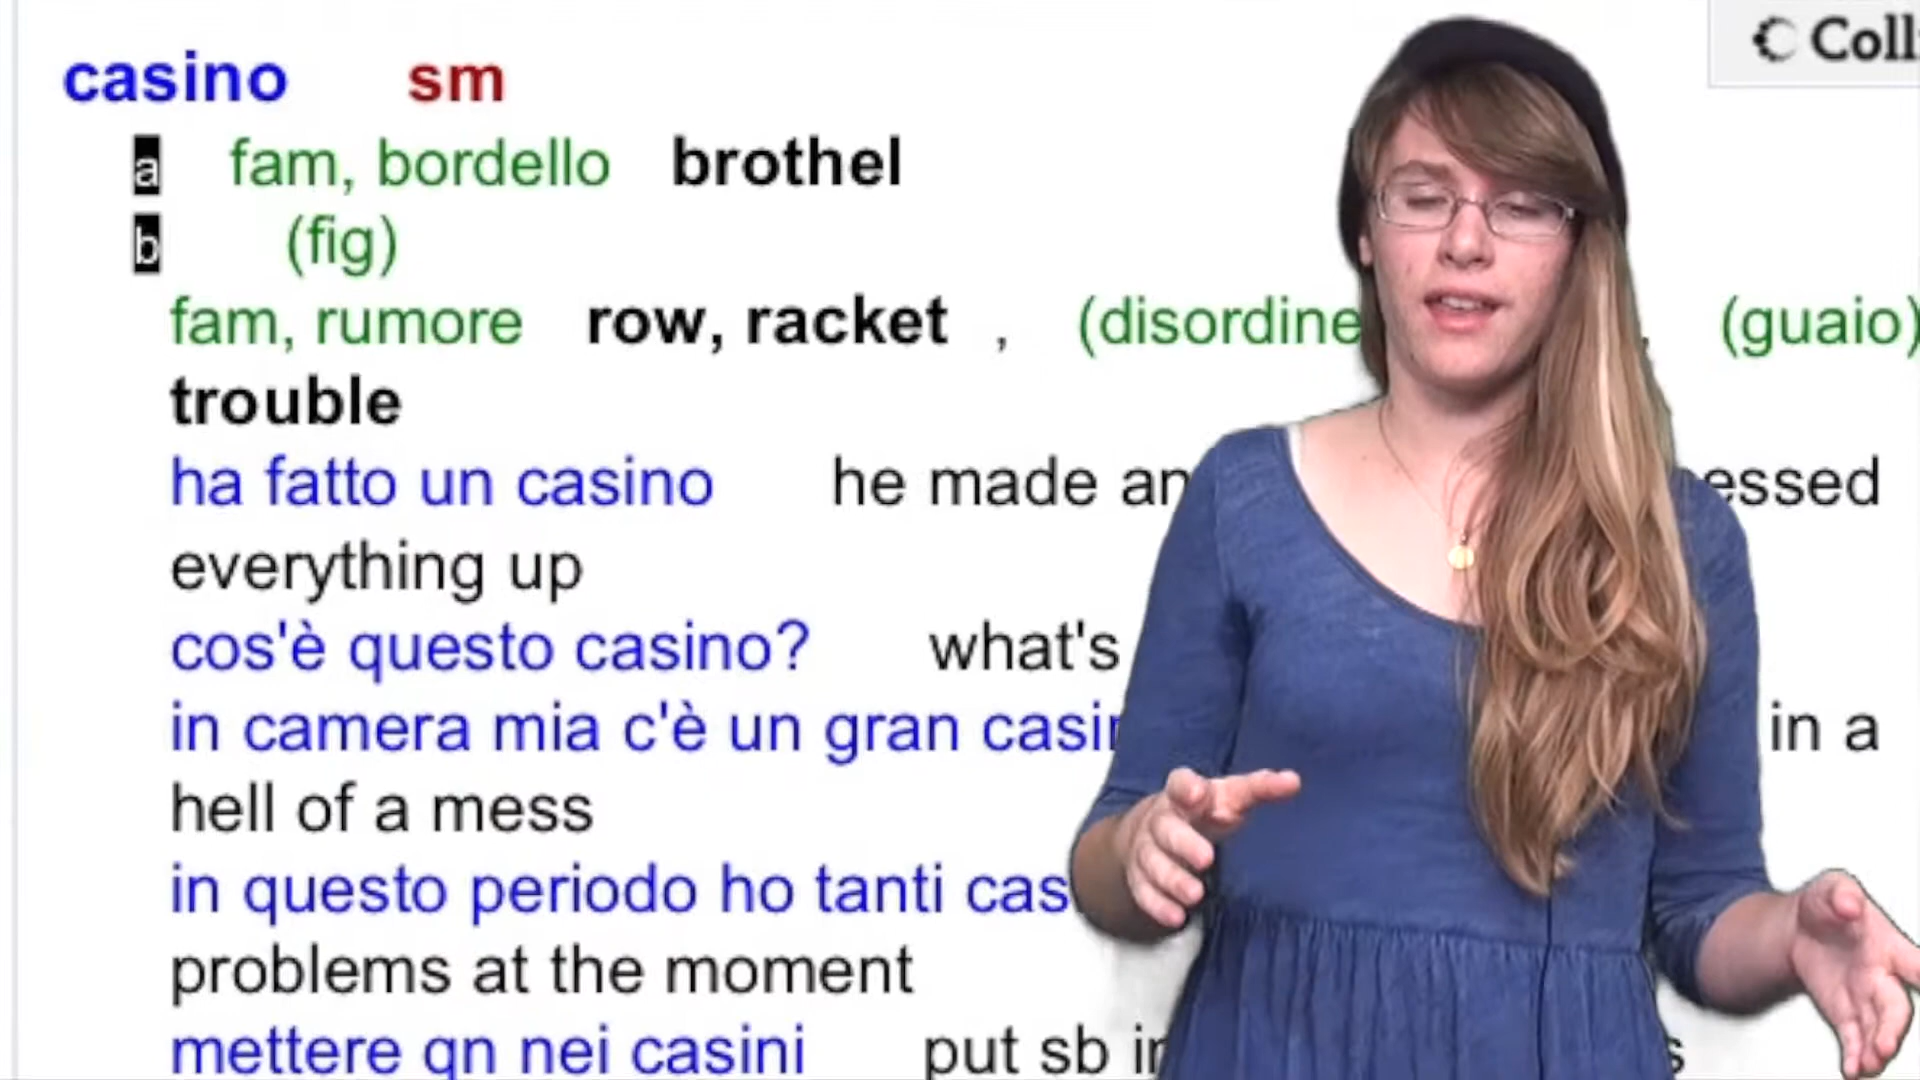 Coll
casino sm
a fam, bordello brothel
b (fig)
fam, rumore row, racket , (disordine , (guaio)
trouble
ha fatto un casino he made an essed
everything up
cos'è questo casino? what's
in camera mia c'è un gran in a
hell of a mess
in questo periodo ho tanti
problems at the moment
mettere qn nei casini put sb